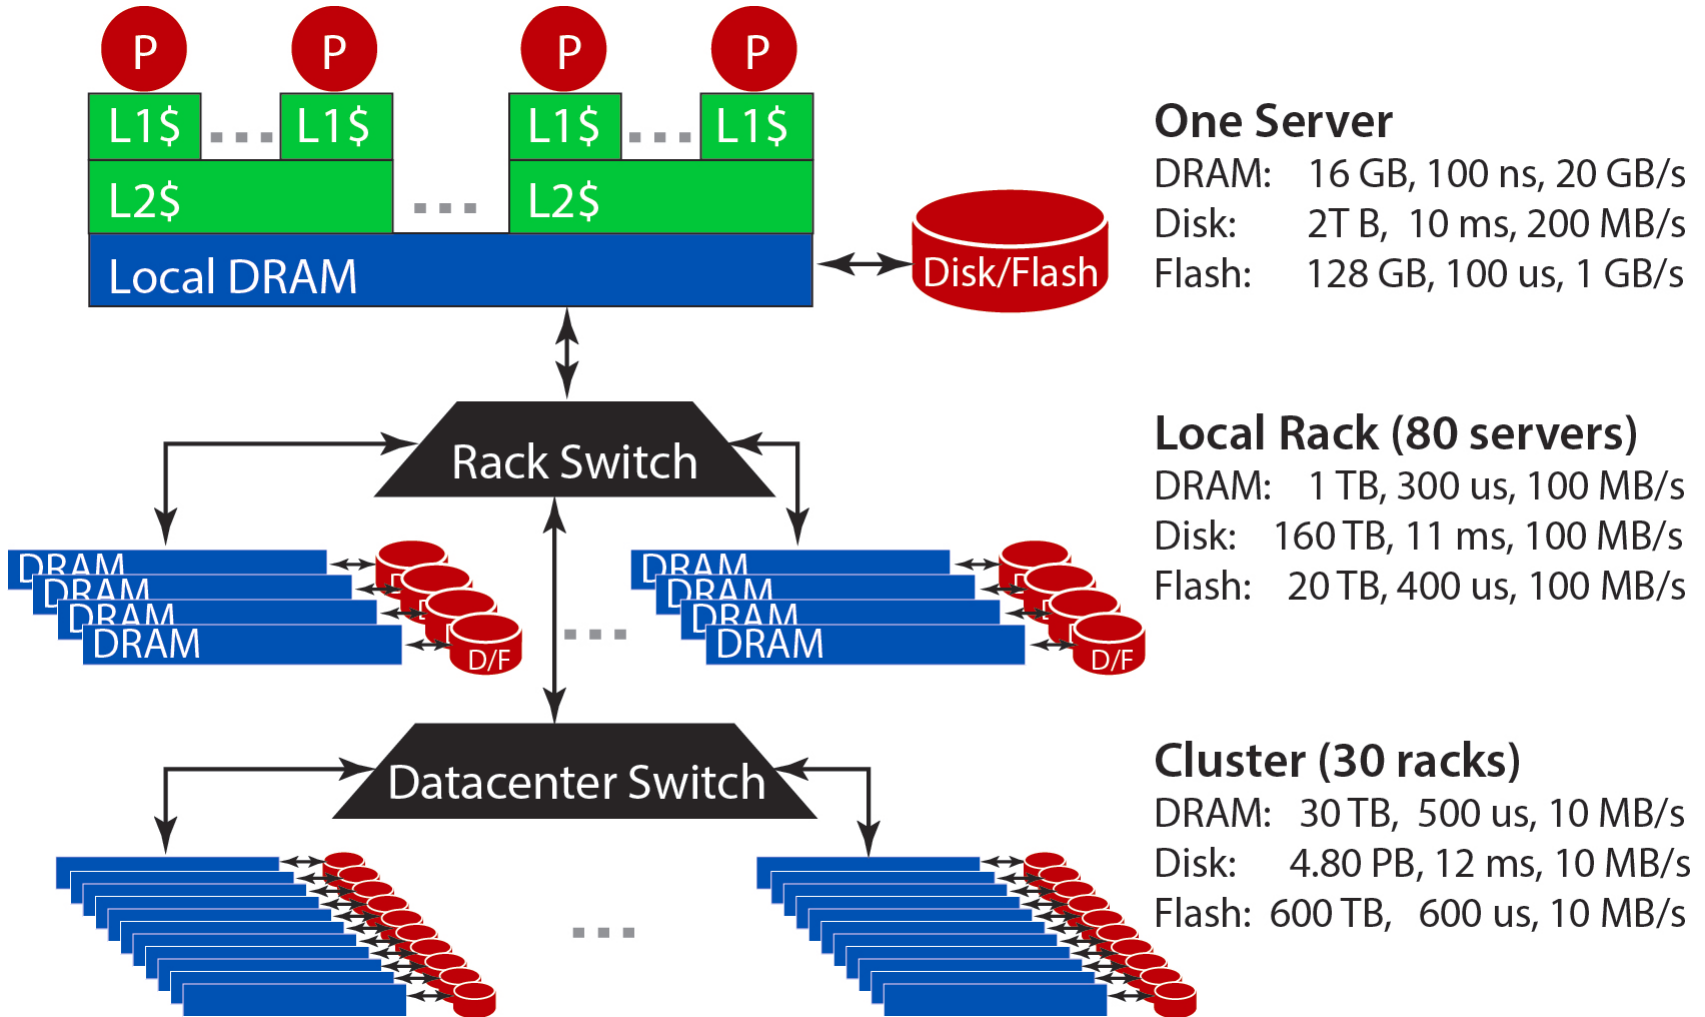 P P P P
L1$ L1$ L1$ L1$
L2$ L2$
Local DRAM
Disk/Flash
One Server
DRAM: 16 GB, 100 ns, 20 GB/s
Disk: 2T B, 10 ms, 200 MB/s
Flash: 128 GB, 100 us, 1 GB/s
Rack Switch
Local Rack (80 servers)
DRAM: 1 TB, 300 us, 100 MB/s
Disk: 160 TB, 11 ms, 100 MB/s
Flash: 20 TB, 400 us, 100 MB/s
DRAM DRAM
DRAM DRAM
DRAM DRAM
DRAM D/F DRAM D/F
Datacenter Switch
Cluster (30 racks)
DRAM: 30 TB, 500 us, 10 MB/s
Disk: 4.80 PB, 12 ms, 10 MB/s
Flash: 600 TB, 600 us, 10 MB/s